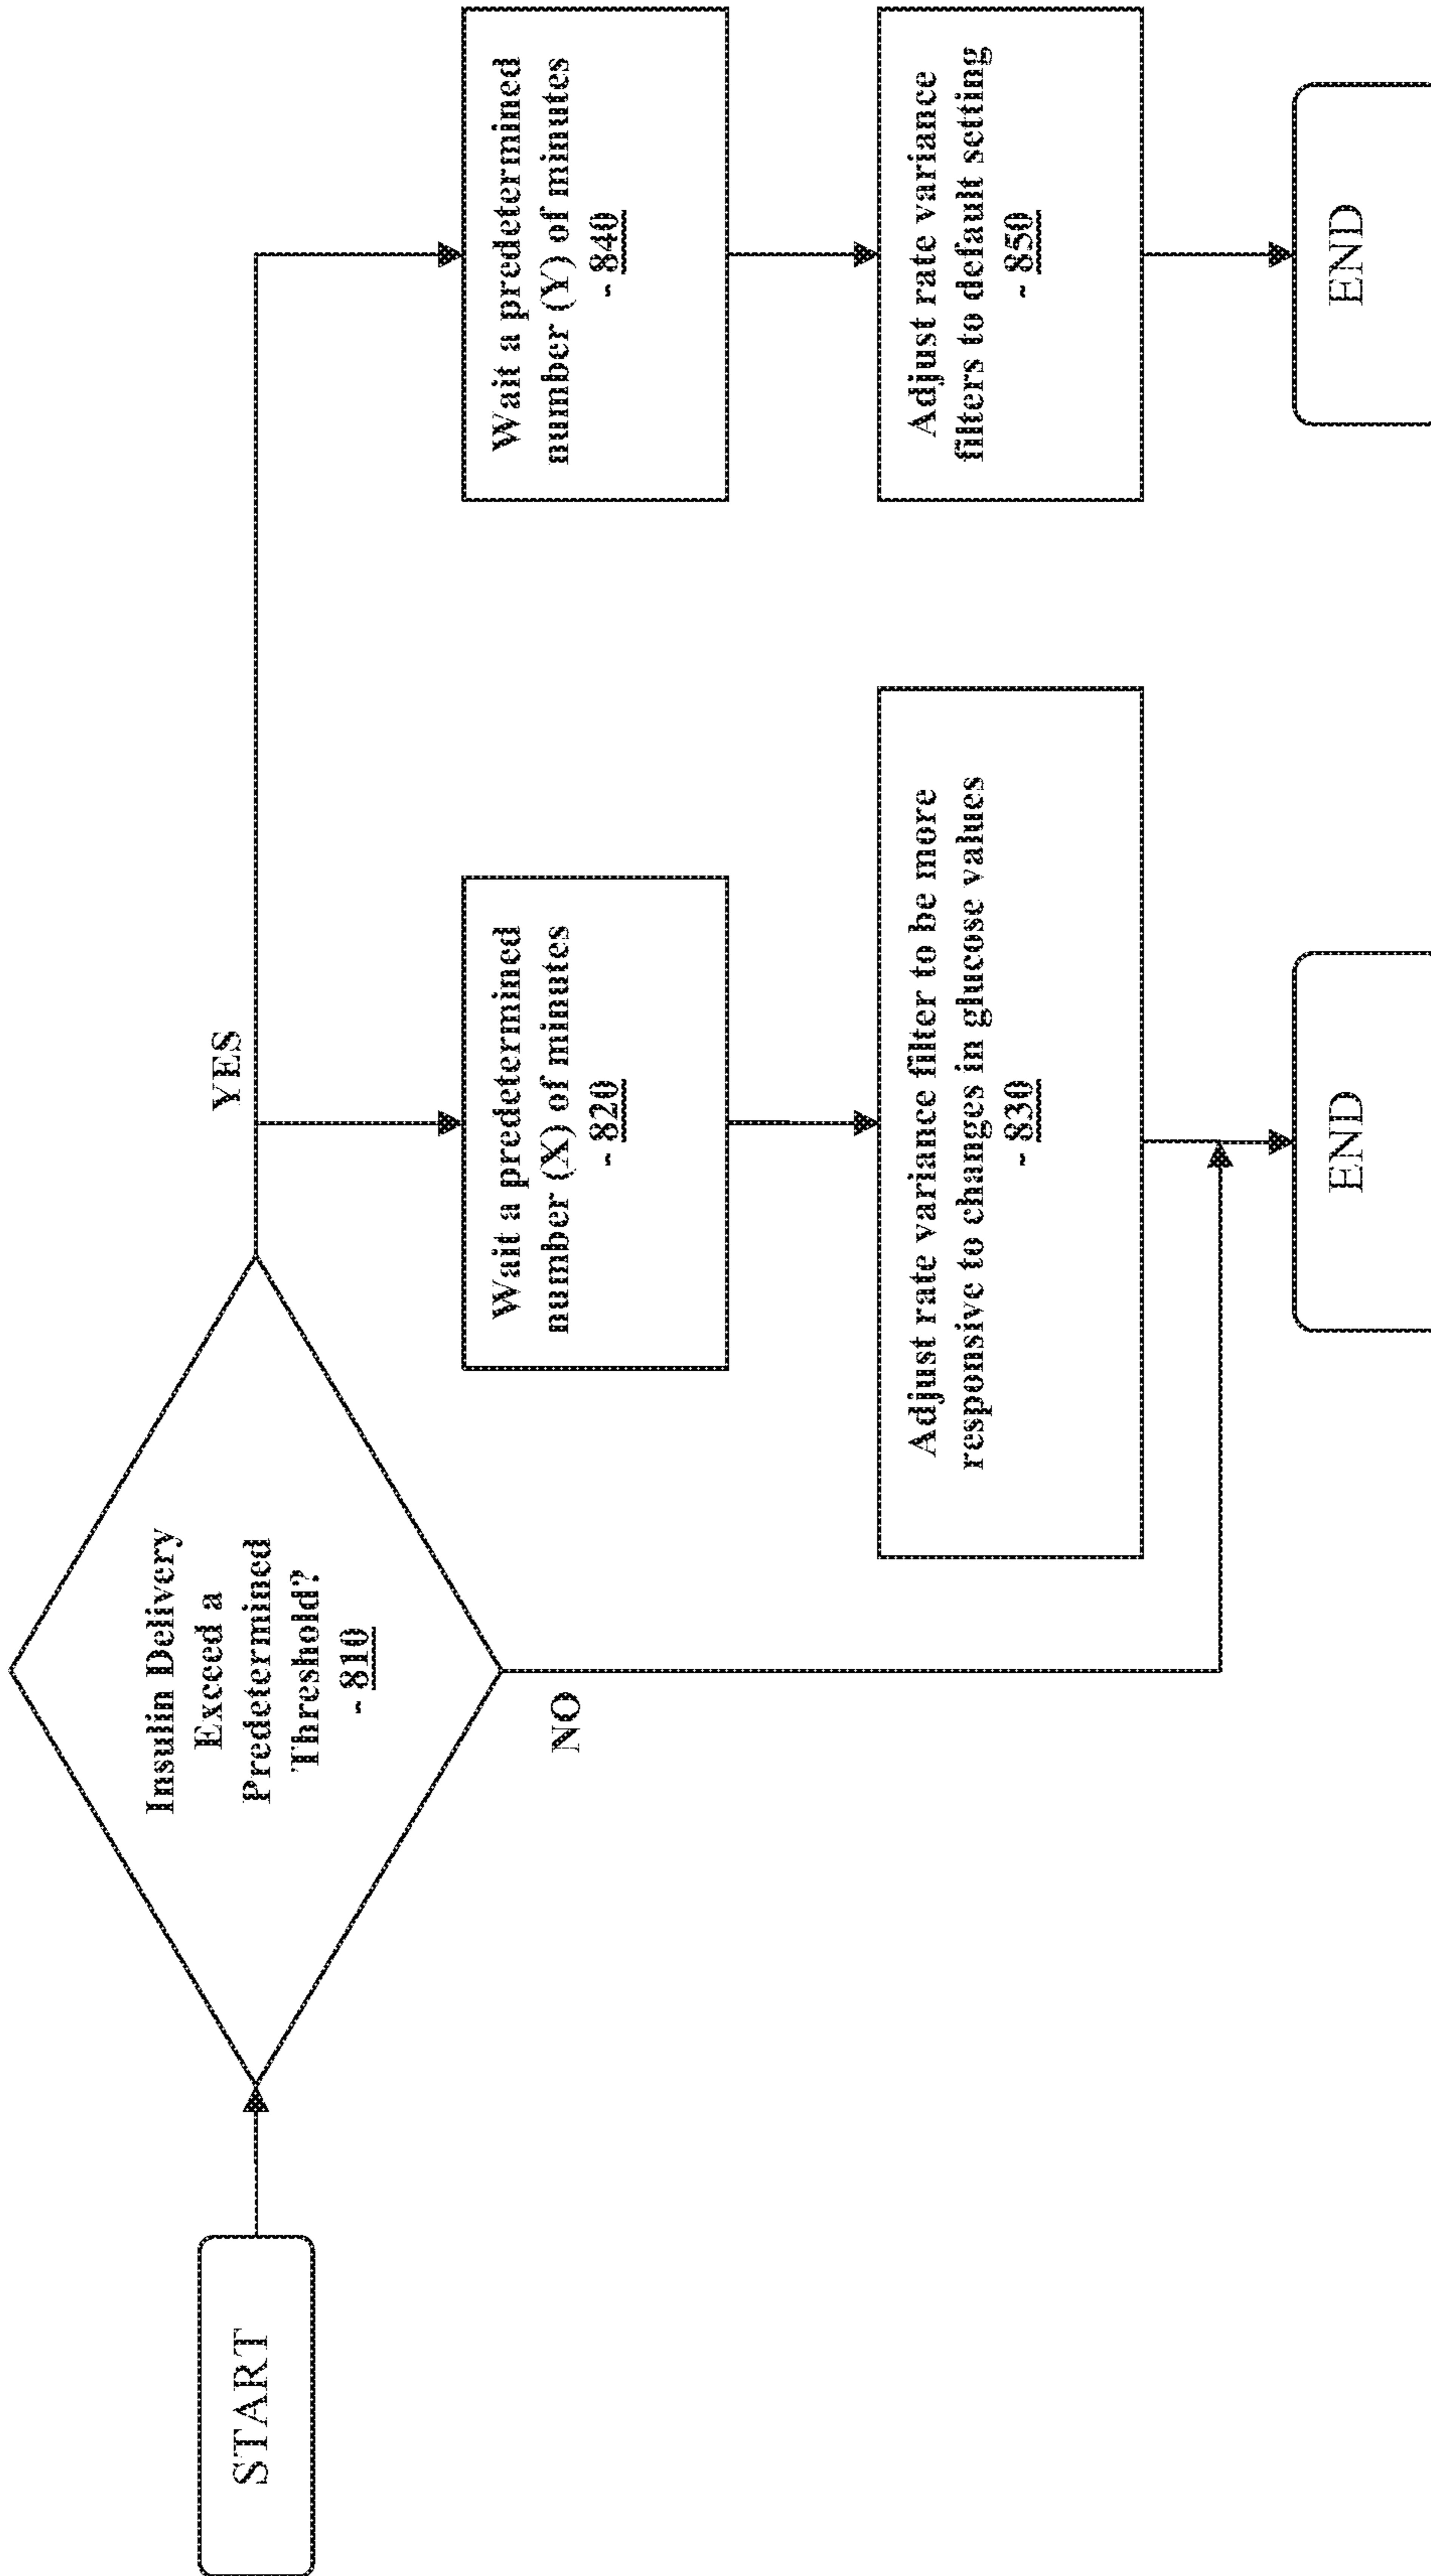 START
Insulin Delivery
Exceed a
Predetermined
Threshold?
~ 810
YES
NO
Wait a predetermined
number (X) of minutes
~ 820
Adjust rate variance filter to be more
responsive to changes in glucose values
~ 830
END
Wait a predetermined
number (Y) of minutes
~ 840
Adjust rate variance
filters to default setting
~ 850
END